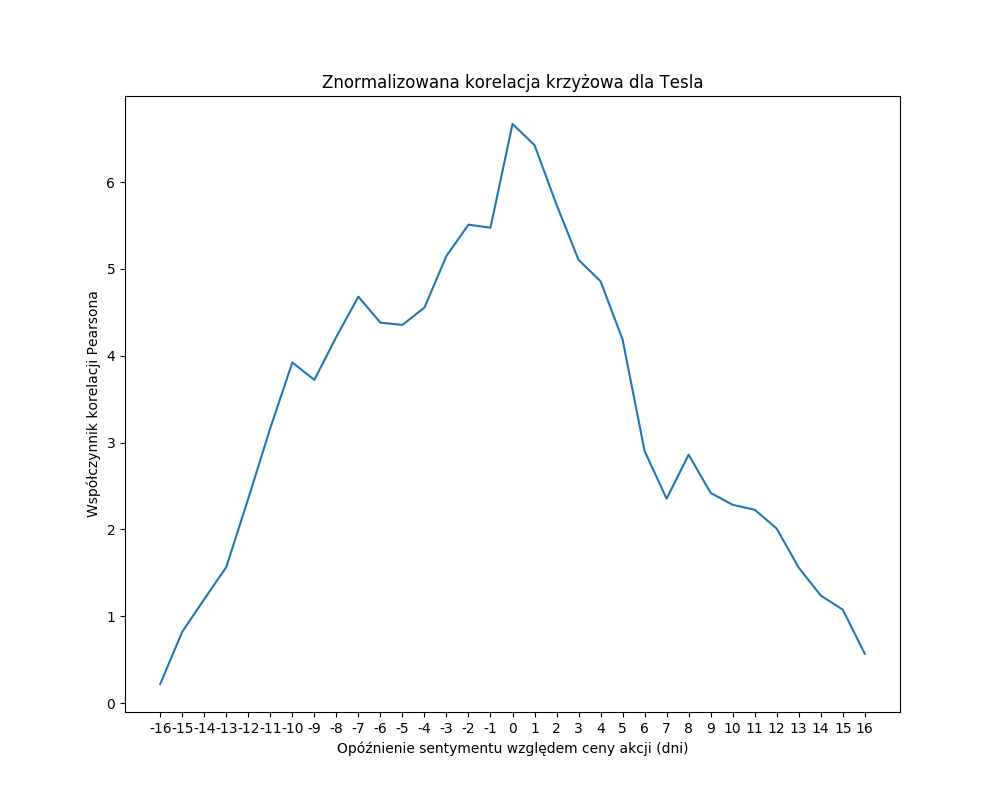 Znormalizowana korelacja krzyżowa dla Tesla
Współczynnik korelacji Pearsona
6
5
4
3
2
1
0
-16 -15 -14 -13 -12 -11 -10 -9 -8 -7 -6 -5 -4 -3 -2 -1 0 1 2 3 4 5 6 7 8 9 10 11 12 13 14 15 16
Opóźnienie sentymentu względem ceny akcji (dni)